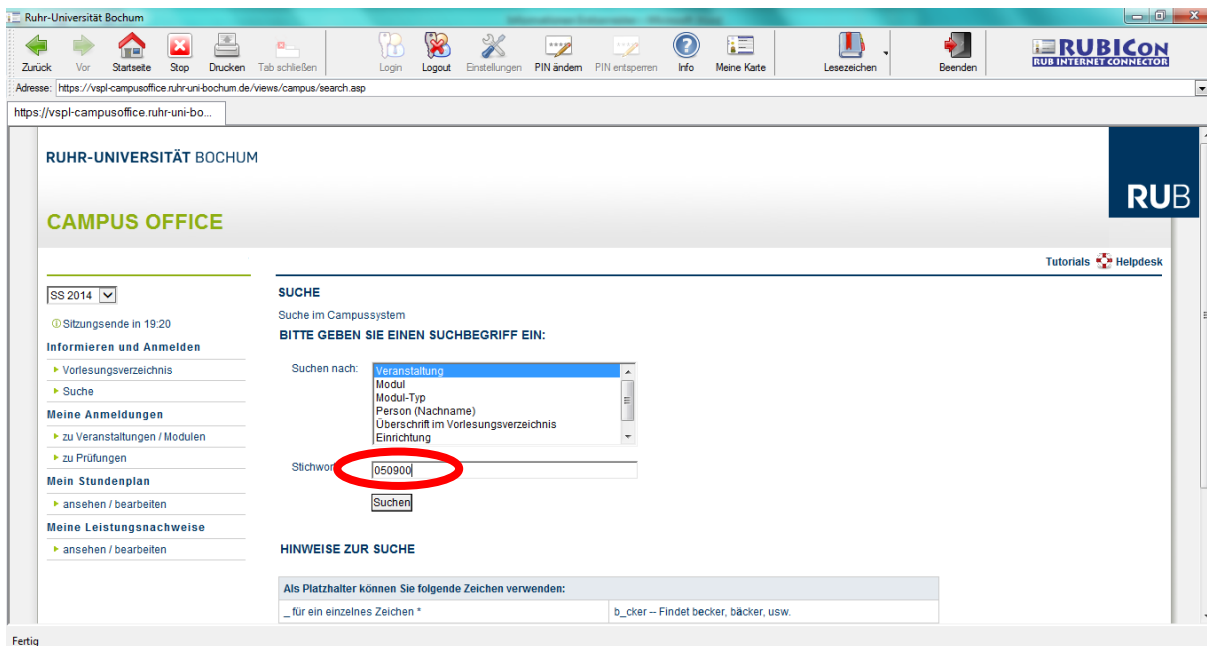 Ruhr-Universität Bochum
Zurück Vor Startseite Stop Drucken Tab schließen Login Logout Einstellungen PIN ändern PIN entsperren Info Meine Karte Lesezeichen Beenden
RUBICON
RUB INTERNET CONNECTOR
Adresse: https://vspl-campusoffice.ruhr-uni-bochum.de/views/campus/search.asp
https://vspl-campusoffice.ruhr-uni-bo...
RUHR-UNIVERSITÄT BOCHUM
RUB
CAMPUS OFFICE
Tutorials Helpdesk
SS 2014
Sitzungsende in 19:20
Informieren und Anmelden
Vorlesungsverzeichnis
Suche
Meine Anmeldungen
zu Veranstaltungen / Modulen
zu Prüfungen
Mein Stundenplan
ansehen / bearbeiten
Meine Leistungsnachweise
ansehen / bearbeiten
SUCHE
Suche im Campussystem
BITTE GEBEN SIE EINEN SUCHBEGRIFF EIN:
Suchen nach:
Veranstaltung
Modul
Modul-Typ
Person (Nachname)
Überschrift im Vorlesungsverzeichnis
Einrichtung
Stichwor
050900
Suchen
HINWEISE ZUR SUCHE
Als Platzhalter können Sie folgende Zeichen verwenden:
_ für ein einzelnes Zeichen * b_cker -- Findet becker, bäcker, usw.
Fertig